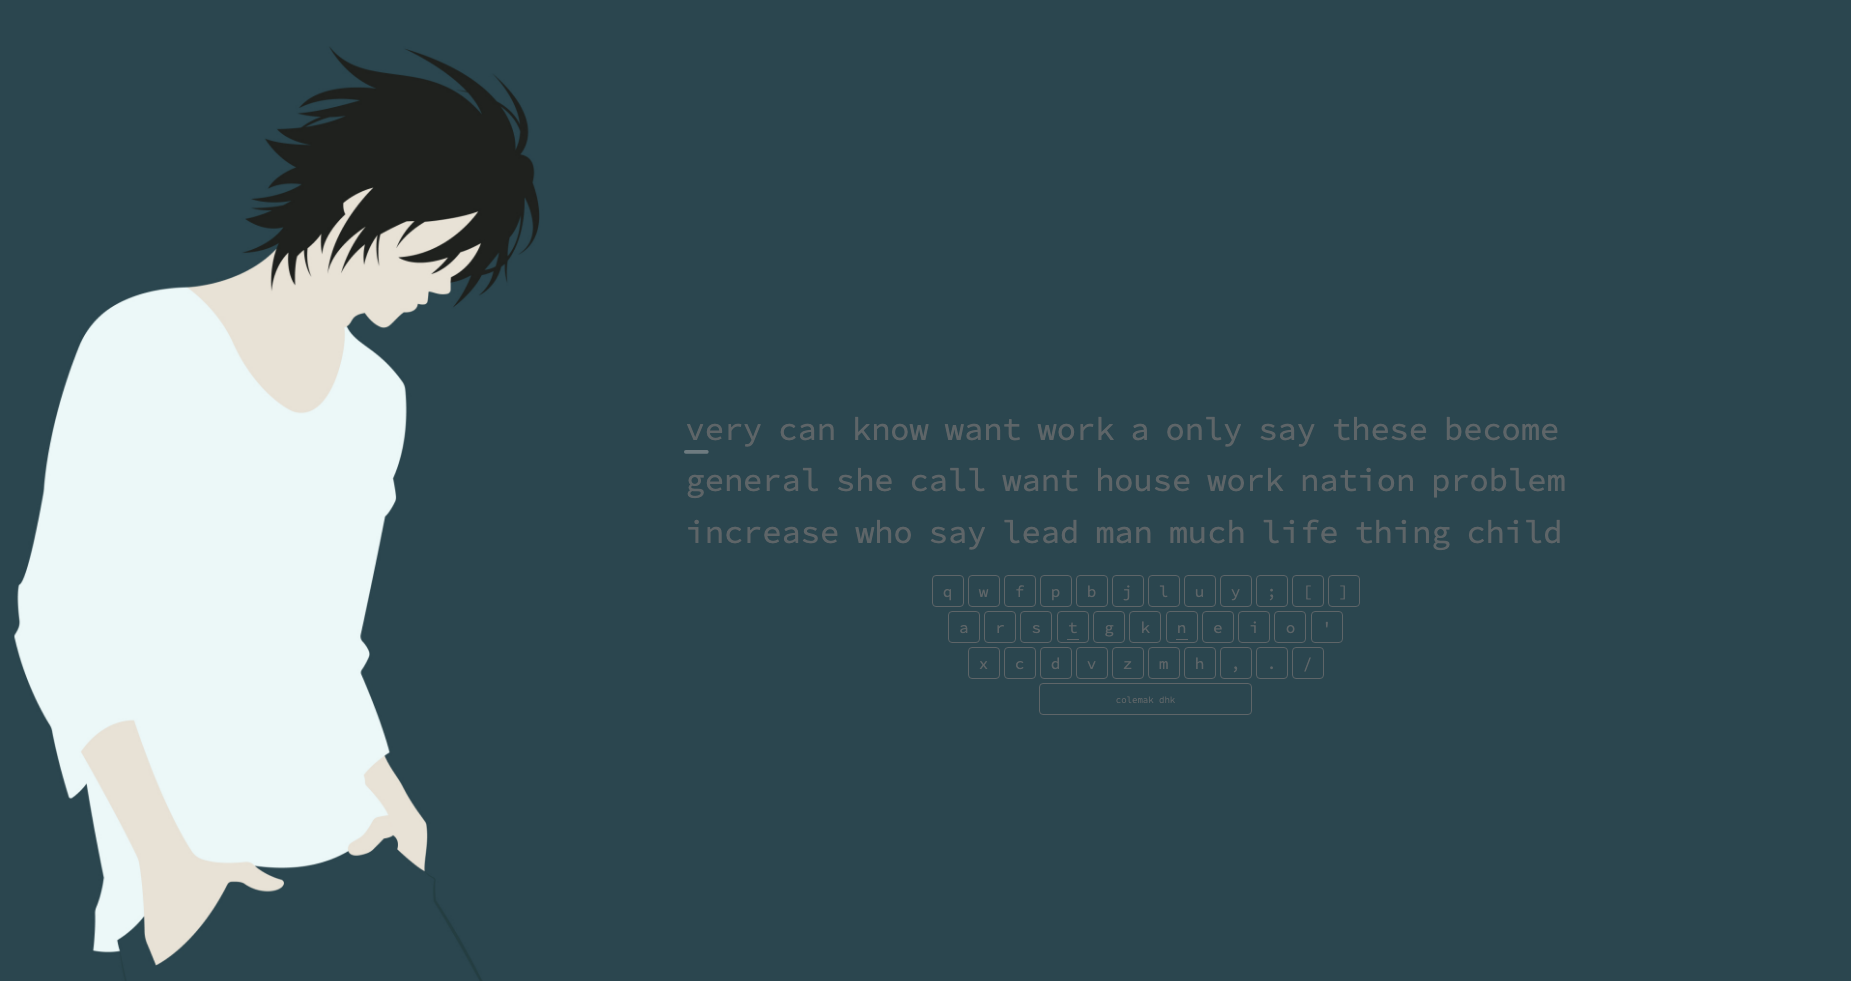 very can know want work a only say these become
general she call want house work nation problem
increase who say lead man much life thing child
q w f p b j l u y ; [ ]
a r s t g k n e i o '
x c d v z m h , . /
colemak dhk